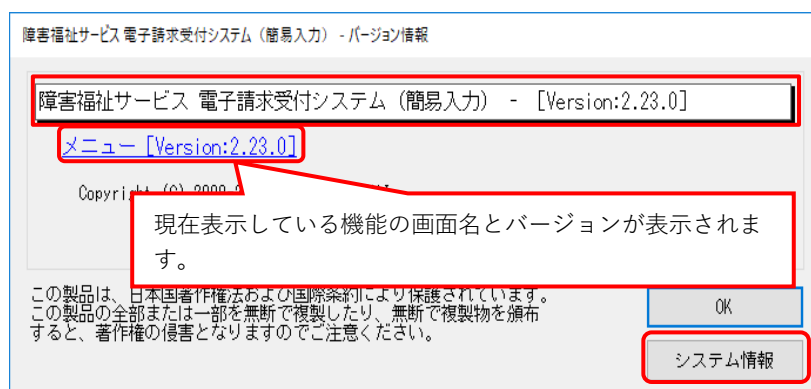 障害福祉サービス 電子請求受付システム（簡易入力） - バージョン情報
障害福祉サービス 電子請求受付システム（簡易入力） - [Version:2.23.0]
メニュー [Version:2.23.0]
現在表示している機能の画面名とバージョンが表示されま
す。
この製品は、日本国著作権法および国際条約により保護されています。
この製品の全部または一部を無断で複製したり、無断で複製物を頒布
すると、著作権の侵害となりますのでご注意ください。
OK
システム情報